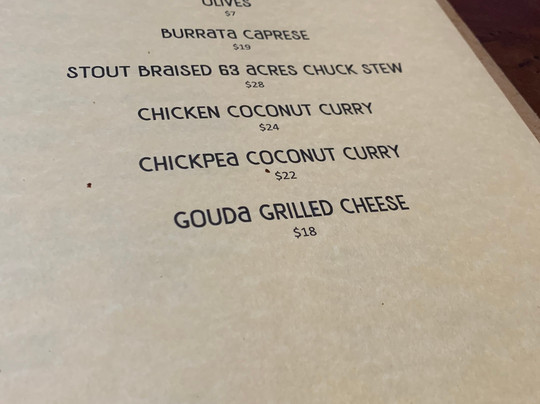 OLIVES
$7
BURRATa CaPRESE
$19
STOUT BRaISED 63 aCRES CHUCK STEW
$28
CHICKEN COCONUT CURRY
$24
CHICKPEa COCONUT CURRY
$22
GOUDa GRILLED CHEESE
$18